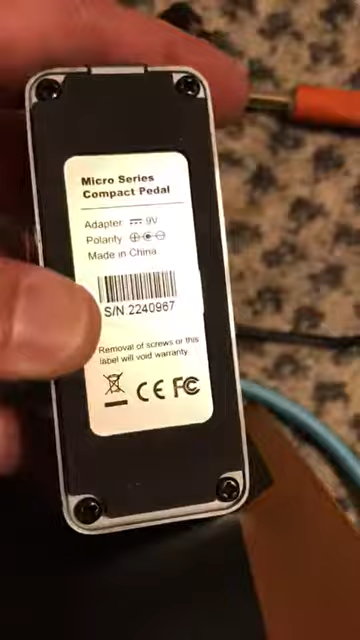 Micro Series
Compact Pedal
Adapter 9V
Polarity
Made in China
S/N.2240967
Removal of screws or this
label will void warranty
CE FC